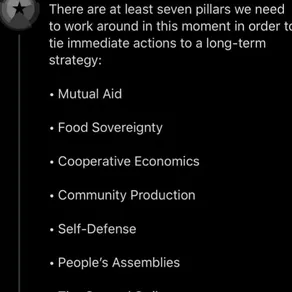 There are at least seven pillars we need
to work around in this moment in order to
tie immediate actions to a long-term
strategy:
• Mutual Aid
• Food Sovereignty
• Cooperative Economics
• Community Production
• Self-Defense
• People’s Assemblies